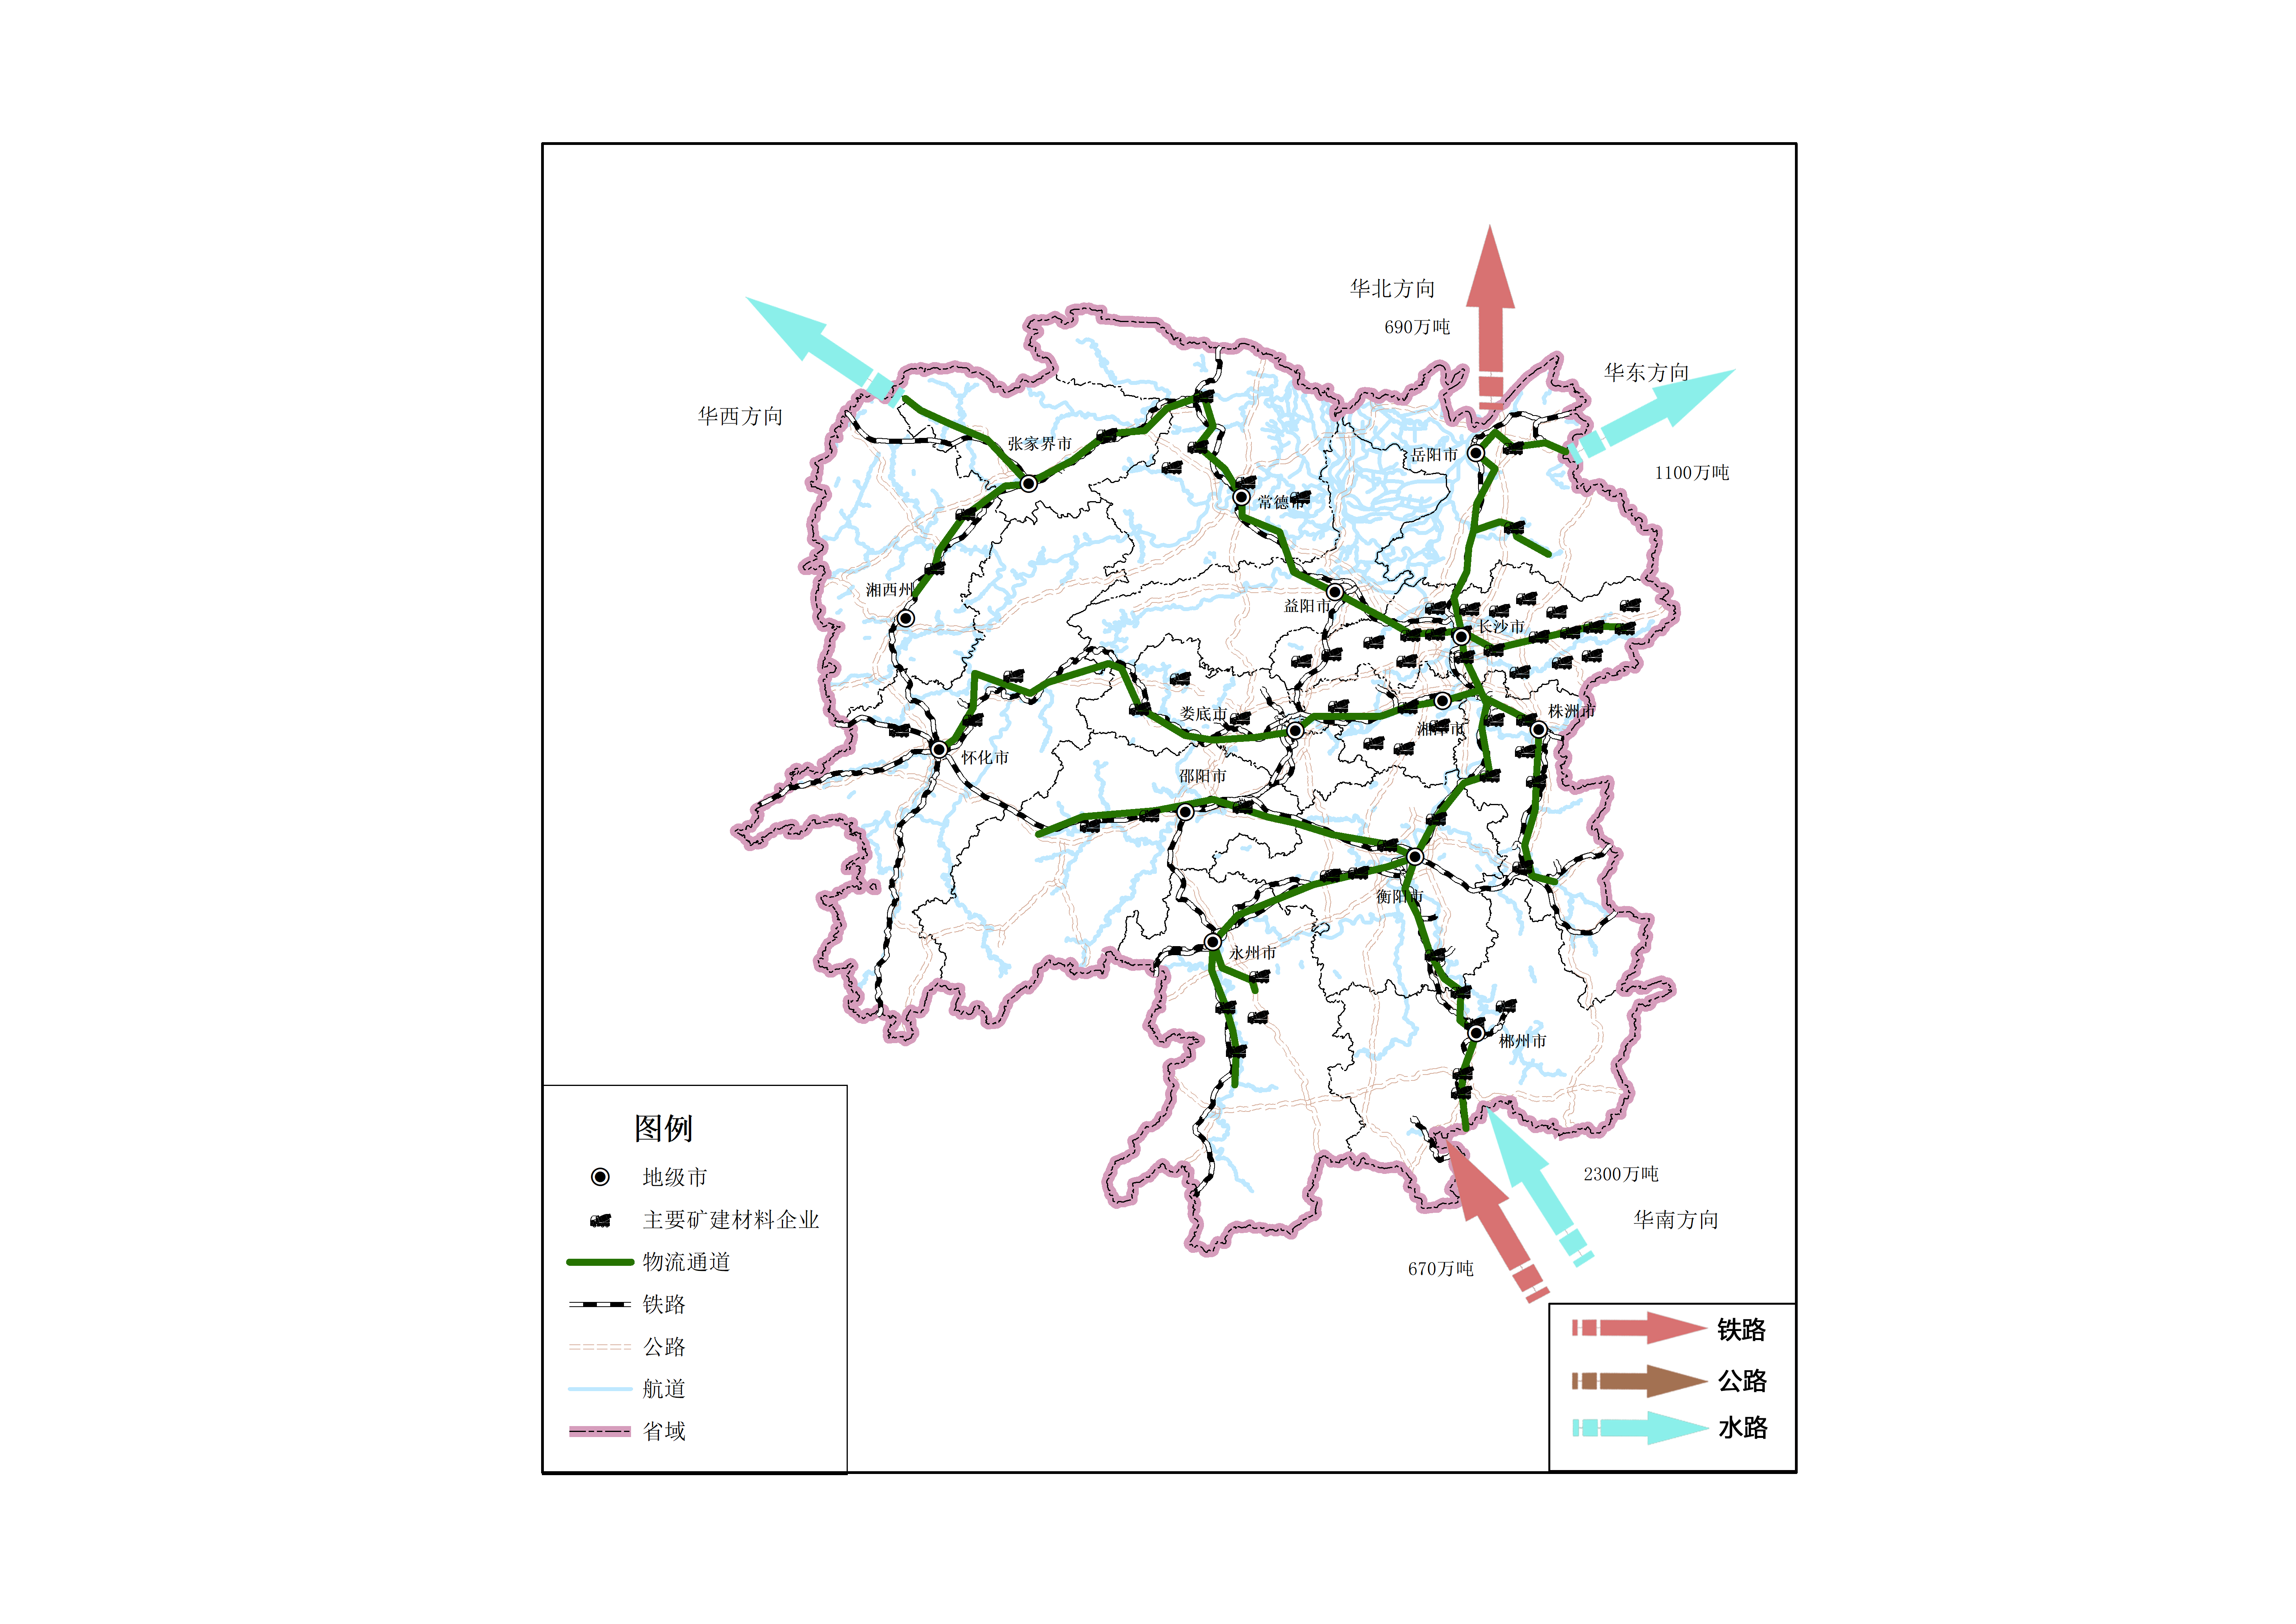 华北方向
690万吨
华东方向
华西方向
张家界市
岳阳市
1100万吨
常德市
湘西州
益阳市
长沙市
娄底市
株洲市
湘潭市
怀化市
邵阳市
衡阳市
永州市
郴州市
2300万吨
华南方向
670万吨
图例
地级市
主要矿建材料企业
物流通道
铁路
公路
航道
省域
铁路
公路
水路